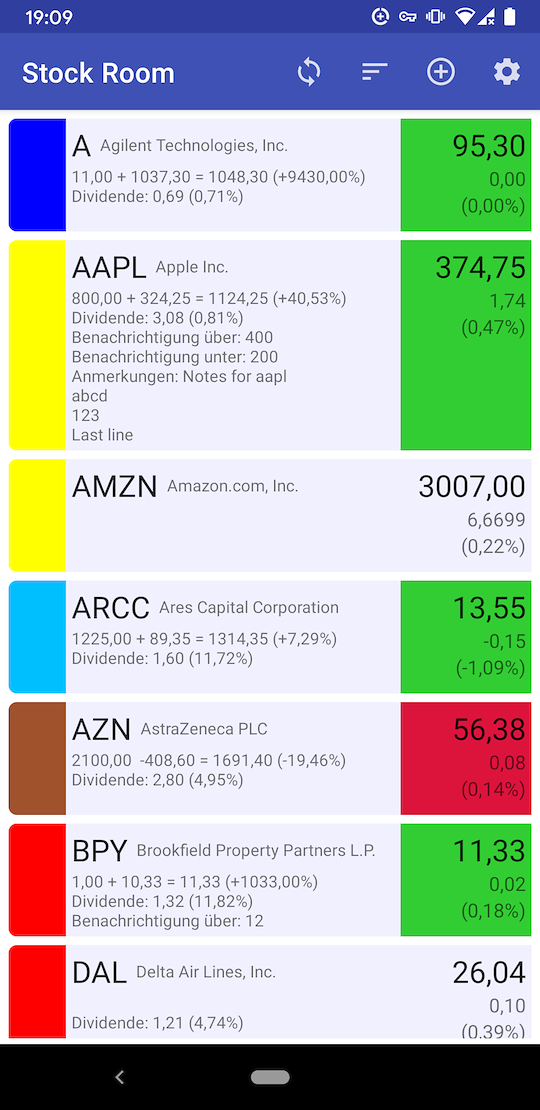 19:09
Stock Room
A Agilent Technologies, Inc. 95,30
11,00 + 1037,30 = 1048,30 (+9430,00%) 0,00
Dividende: 0,69 (0,71%) (0,00%)
AAPL Apple Inc. 374,75
800,00 + 324,25 = 1124,25 (+40,53%) 1,74
Dividende: 3,08 (0,81%) (0,47%)
Benachrichtigung über: 400
Benachrichtigung unter: 200
Anmerkungen: Notes for aapl
abcd
123
Last line
AMZN Amazon.com, Inc. 3007,00
6,6699
(0,22%)
ARCC Ares Capital Corporation 13,55
1225,00 + 89,35 = 1314,35 (+7,29%) -0,15
Dividende: 1,60 (11,72%) (-1,09%)
AZN AstraZeneca PLC 56,38
2100,00 -408,60 = 1691,40 (-19,46%) 0,08
Dividende: 2,80 (4,95%) (0,14%)
BPY Brookfield Property Partners L.P. 11,33
1,00 + 10,33 = 11,33 (+1033,00%) 0,02
Dividende: 1,32 (11,82%) (0,18%)
Benachrichtigung über: 12
DAL Delta Air Lines, Inc. 26,04
0,10
Dividende: 1,21 (4,74%) (0,39%)